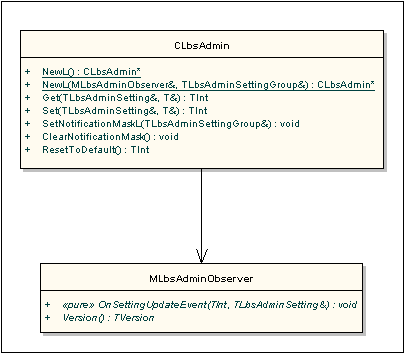 CLbsAdmin
+ NewL() : CLbsAdmin*
+ NewL(MLbsAdminObserver&, TLbsAdminSettingGroup&) : CLbsAdmin*
+ Get(TLbsAdminSetting&, T&) : TInt
+ Set(TLbsAdminSetting&, T&) : TInt
+ SetNotificationMaskL(TLbsAdminSettingGroup&) : void
+ ClearNotificationMask() : void
+ ResetToDefault() : TInt
MLbsAdminObserver
+ «pure» OnSettingUpdateEvent(TInt, TLbsAdminSetting&) : void
+ Version() : TVersion